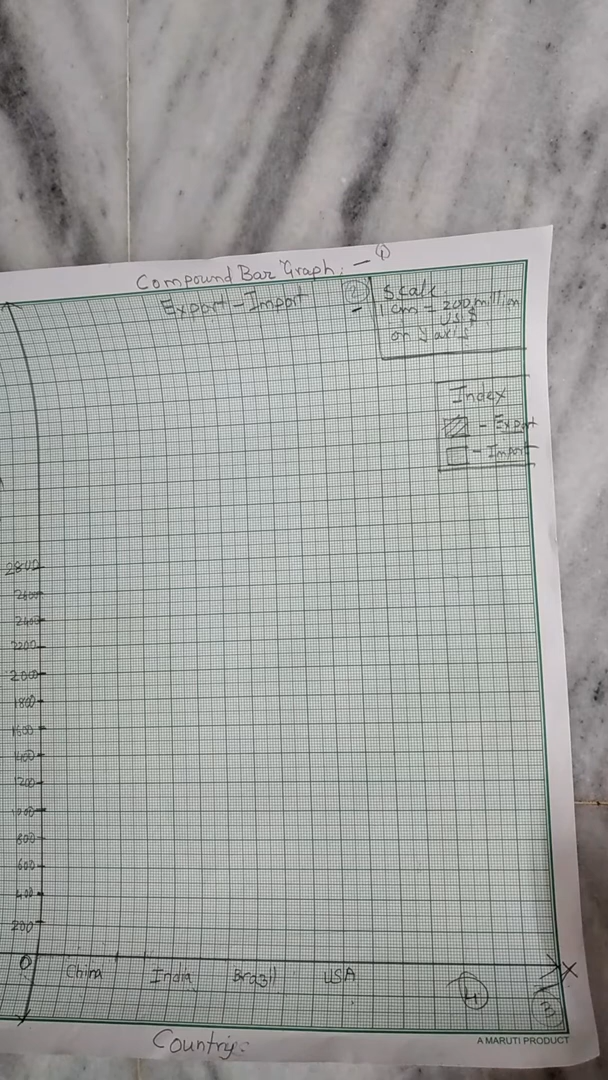 Compound Bar Graph. - ①
Export-Import
②
Scale
1 cm = 200 million
US $
on Y axis
Index
- Export
- Import
2800
2600
2400
2200
2000
1800
1600
1400
1200
1000
800
600
400
200
0
China India Brazil USA
X
④
③
Country:
A MARUTI PRODUCT